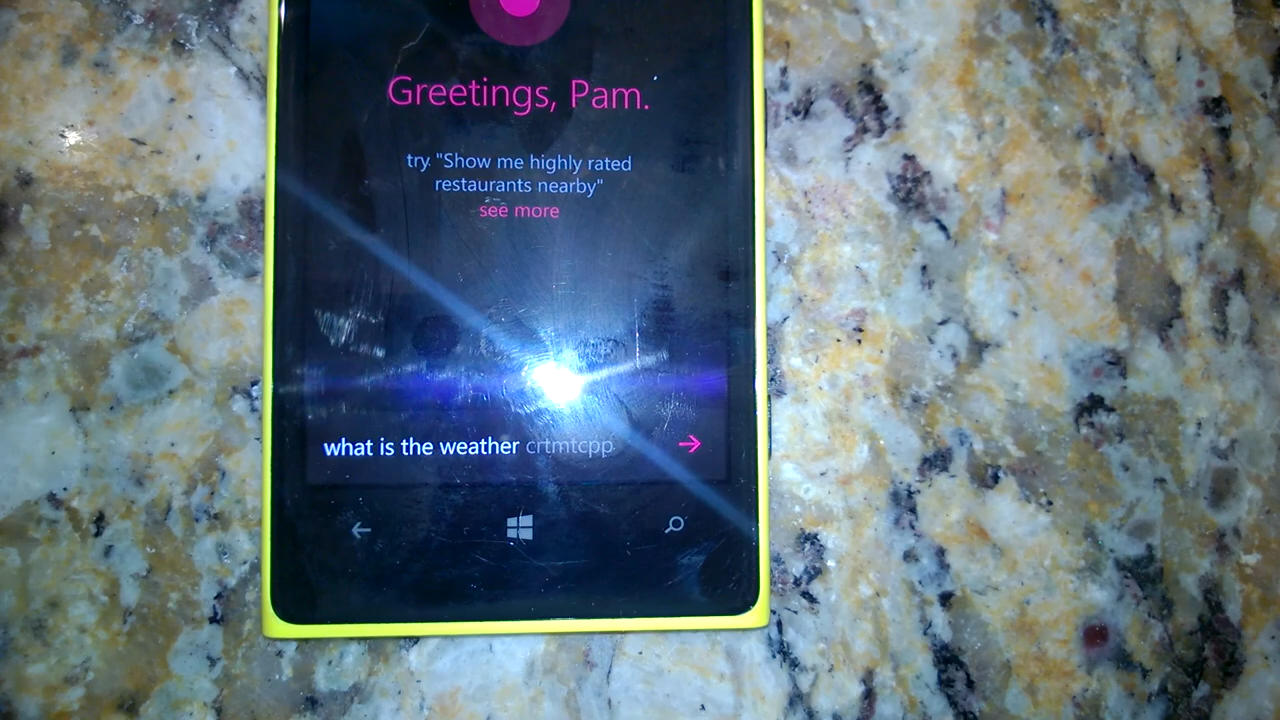 Greetings, Pam.
try "Show me highly rated
restaurants nearby"
see more
what is the weather crtmtcpp